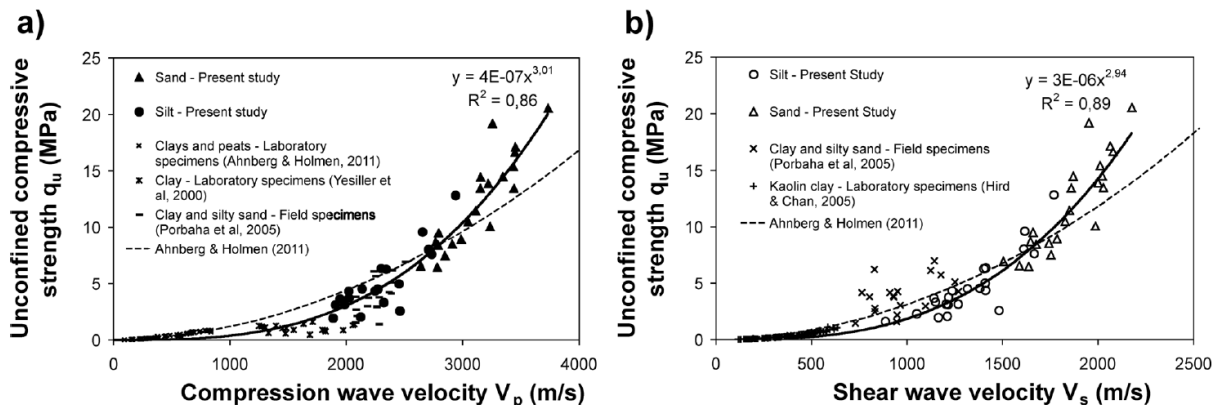 a)
Unconfined compressive
strength q_u (MPa)
25
20
15
10
5
0
▲ Sand - Present study
● Silt - Present study
× Clays and peats - Laboratory
specimens (Ahnberg & Holmen, 2011)
Clay - Laboratory specimens (Yesiller et
al, 2000)
- Clay and silty sand - Field specimens
(Porbaha et al, 2005)
Ahnberg & Holmen (2011)
y = 4E-07x^3,01
R² = 0,86
0 1000 2000 3000 4000
Compression wave velocity V_p (m/s)
b)
Unconfined compressive
strength q_u (MPa)
25
20
15
10
5
0
○ Silt - Present Study
△ Sand - Present Study
× Clay and silty sand - Field specimens
(Porbaha et al, 2005)
+ Kaolin clay - Laboratory specimens (Hird
& Chan, 2005)
Ahnberg & Holmen (2011)
y = 3E-06x^2,94
R² = 0,89
0 500 1000 1500 2000 2500
Shear wave velocity V_s (m/s)